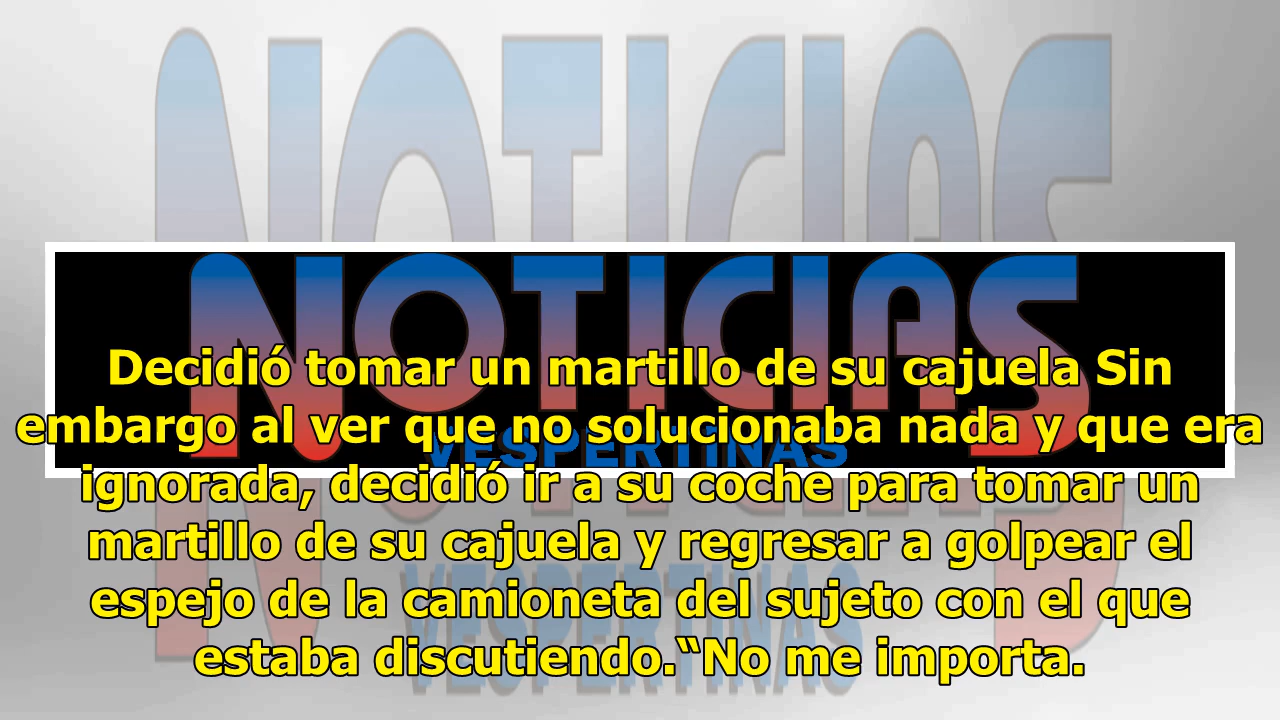 NOTICIAS
NOTICIAS
VESPERTINAS
VESPERTINAS
Decidió tomar un martillo de su cajuela Sin
embargo al ver que no solucionaba nada y que era
ignorada, decidió ir a su coche para tomar un
martillo de su cajuela y regresar a golpear el
espejo de la camioneta del sujeto con el que
estaba discutiendo.“No me importa.